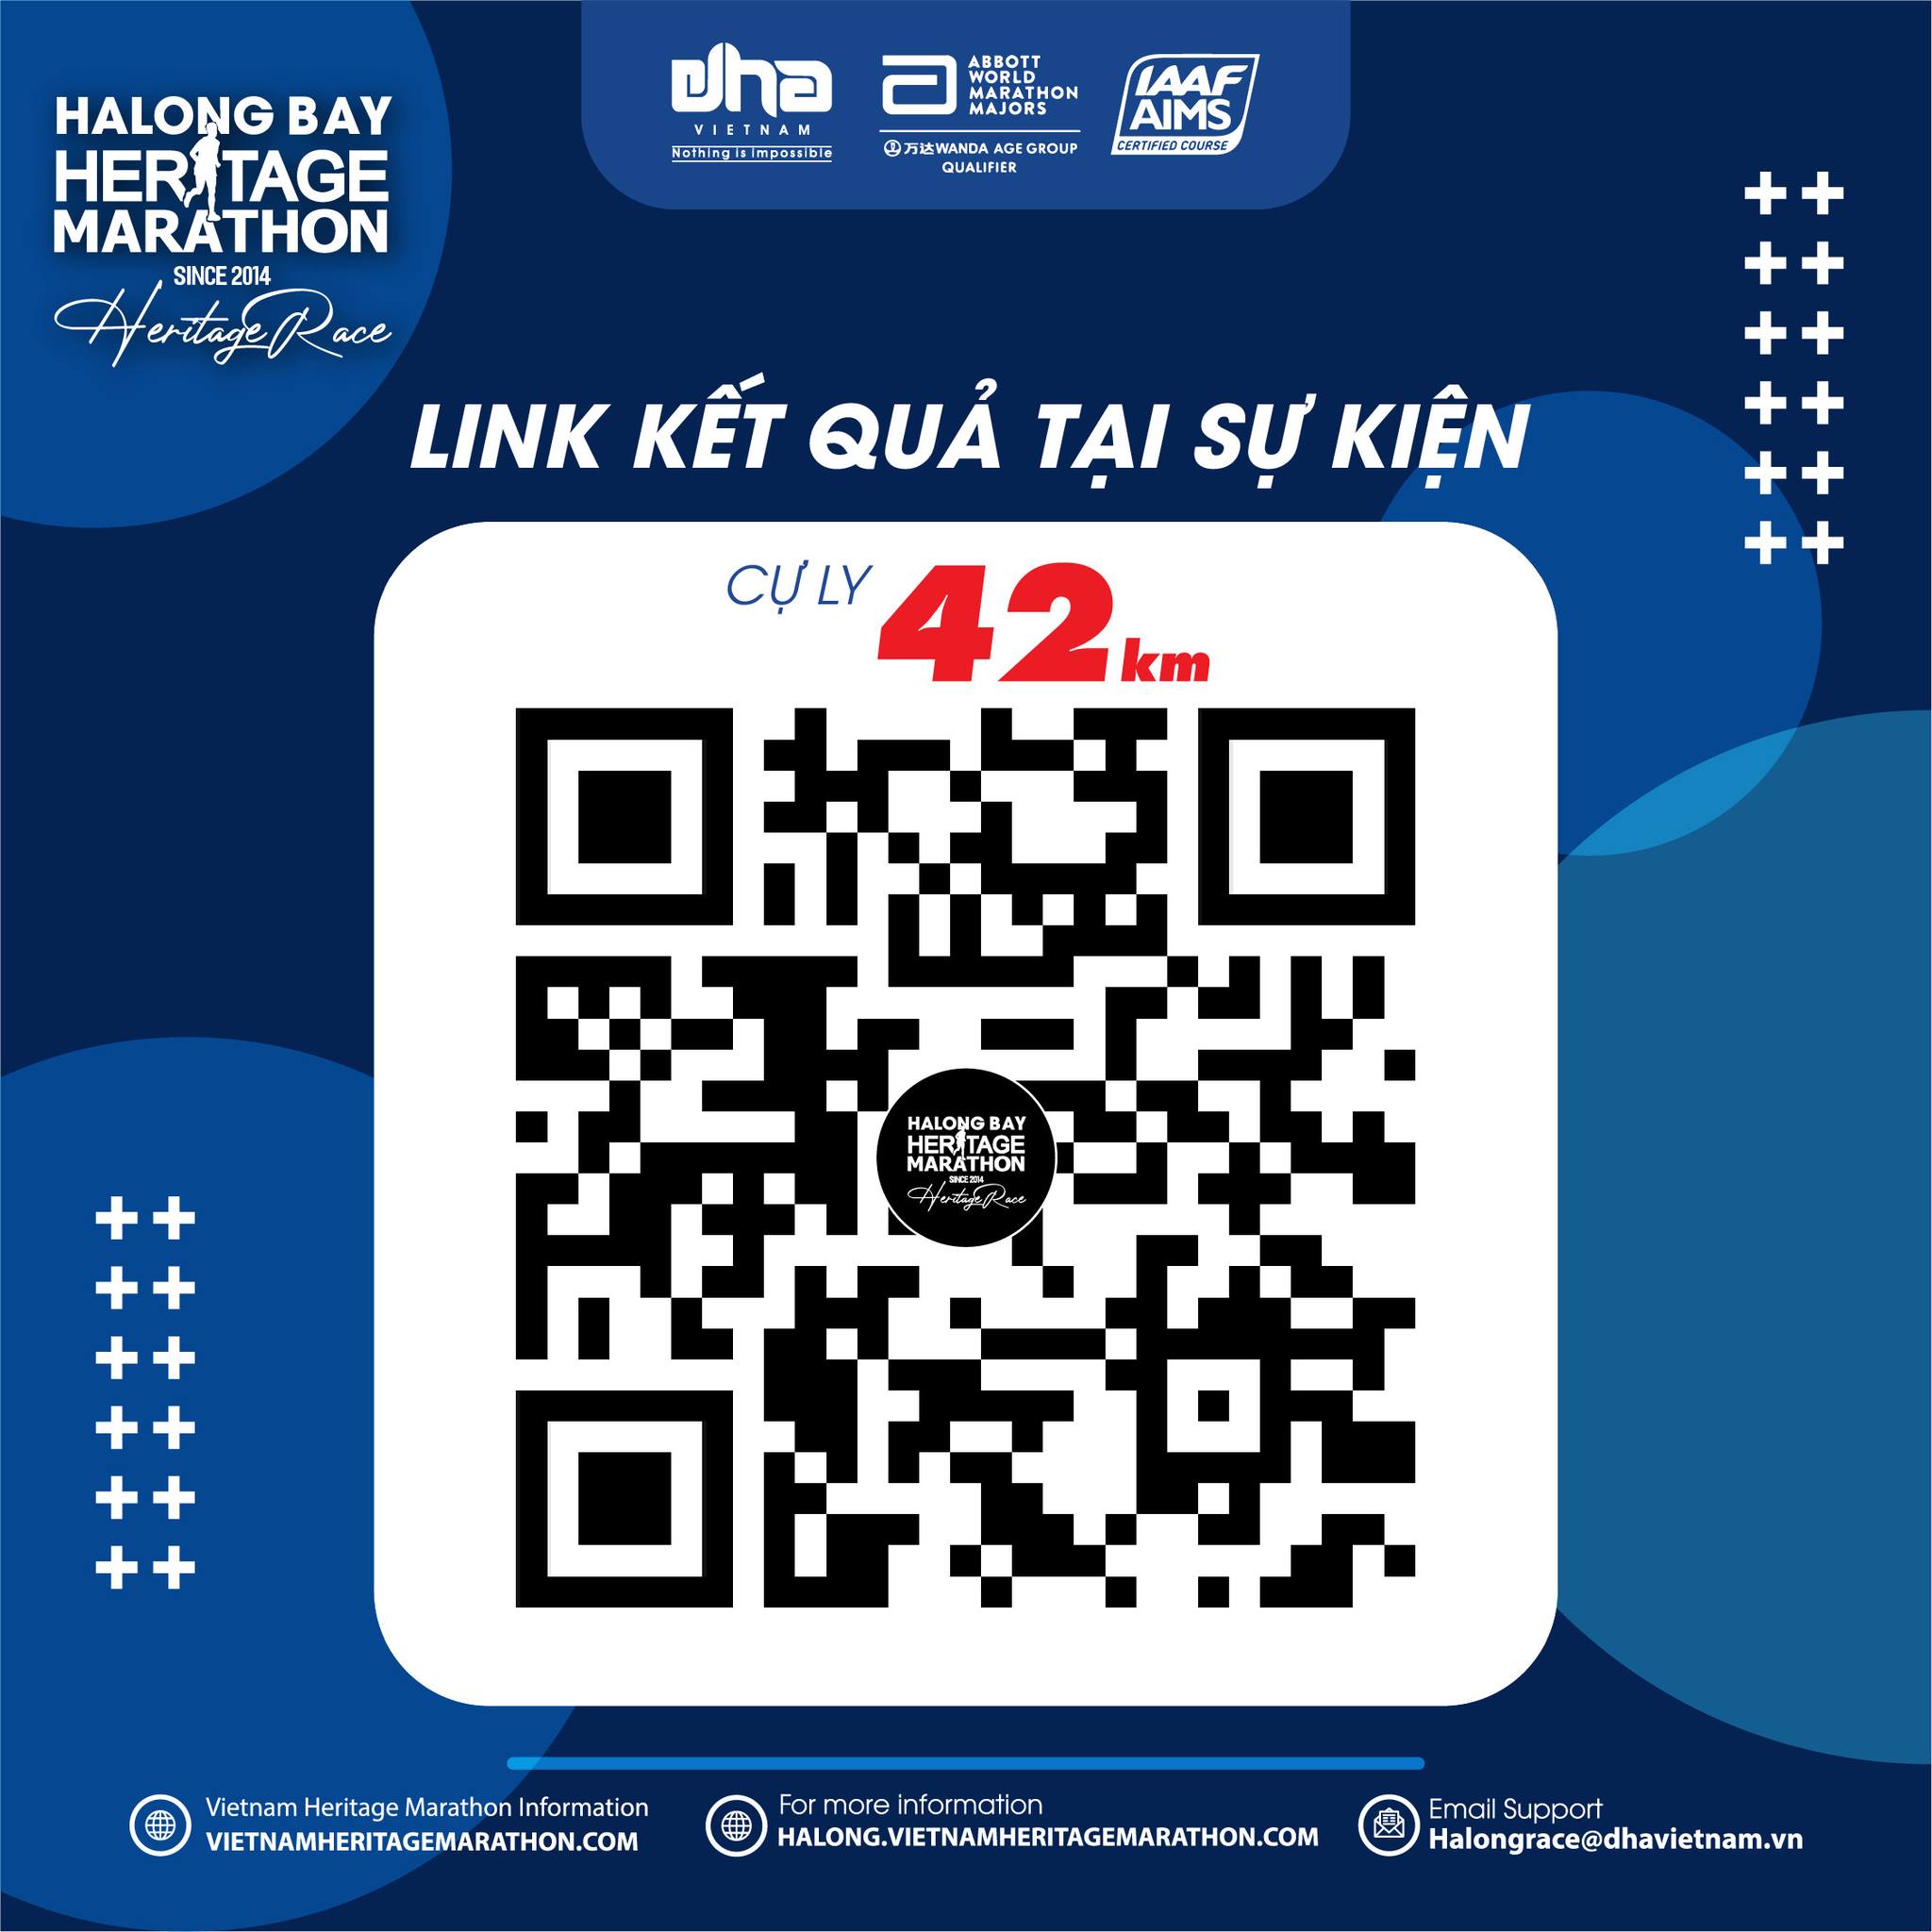 HALONG BAY
HERITAGE
MARATHON
SINCE 2014
Heritage Race
dha
VIETNAM
Nothing is impossible
ABBOTT
WORLD
MARATHON
MAJORS
万达WANDA AGE GROUP
QUALIFIER
IAAF
AIMS
CERTIFIED COURSE
LINK KẾT QUẢ TẠI SỰ KIỆN
CỰ LY 42 km
HALONG BAY
HERITAGE
MARATHON
SINCE 2014
Heritage Race
Vietnam Heritage Marathon Information
VIETNAMHERITAGEMARATHON.COM
For more information
HALONG.VIETNAMHERITAGEMARATHON.COM
Email Support
Halongrace@dhavietnam.vn